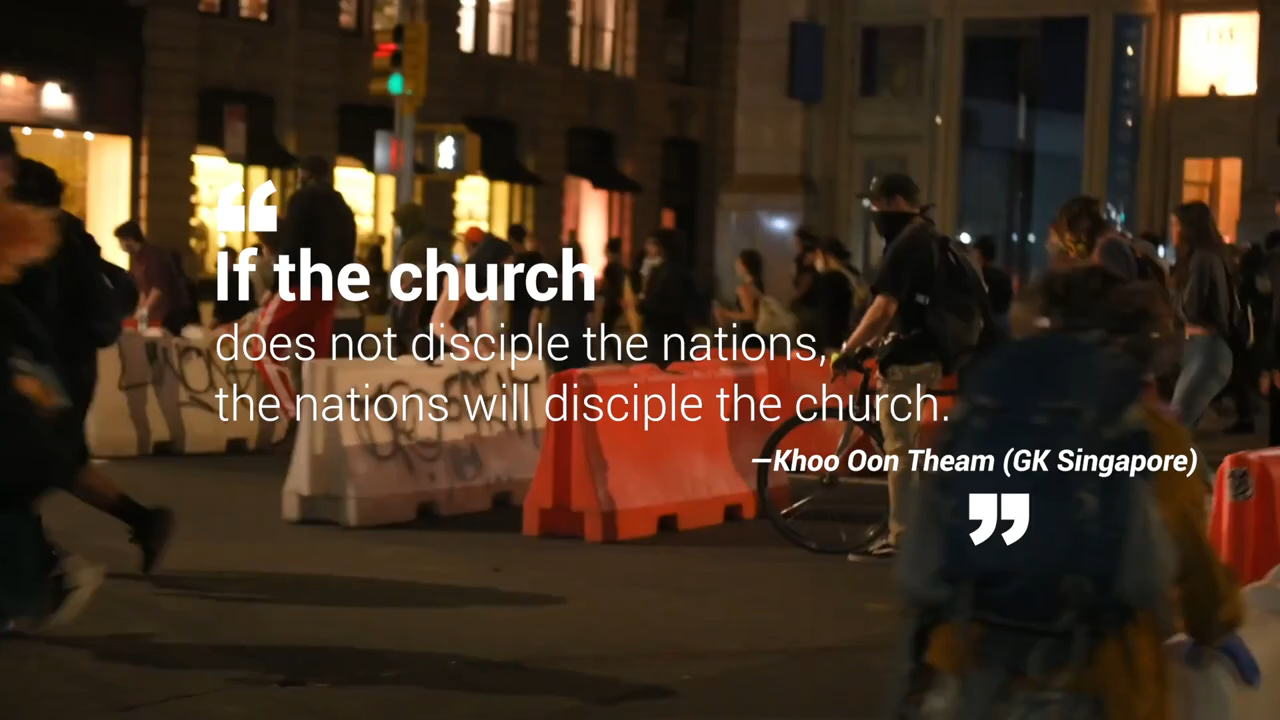 “
If the church
does not disciple the nations,
the nations will disciple the church.
—Khoo Oon Theam (GK Singapore)
”